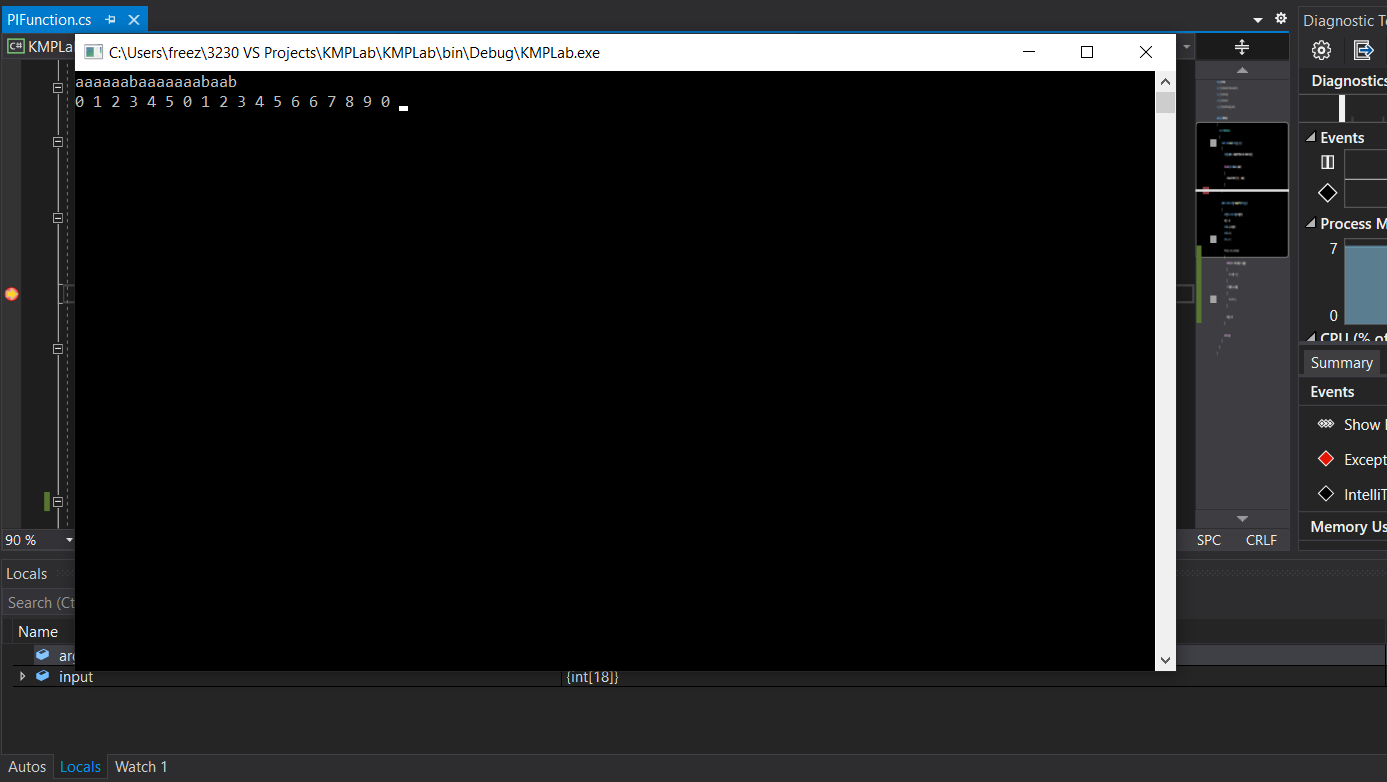 PIFunction.cs
C:\Users\freez\3230 VS Projects\KMPLab\KMPLab\bin\Debug\KMPLab.exe
Diagnostic T
KMPLa
aaaaaabaaaaaaabaab
0 1 2 3 4 5 0 1 2 3 4 5 6 6 7 8 9 0
Diagnostics
Events
Process M
7
0
CPU (% of
Summary
Events
Show
Except
IntelliT
Memory Us
90 %
SPC CRLF
Locals
Search (Ct
Name
arg
input {int[18]}
Autos Locals Watch 1